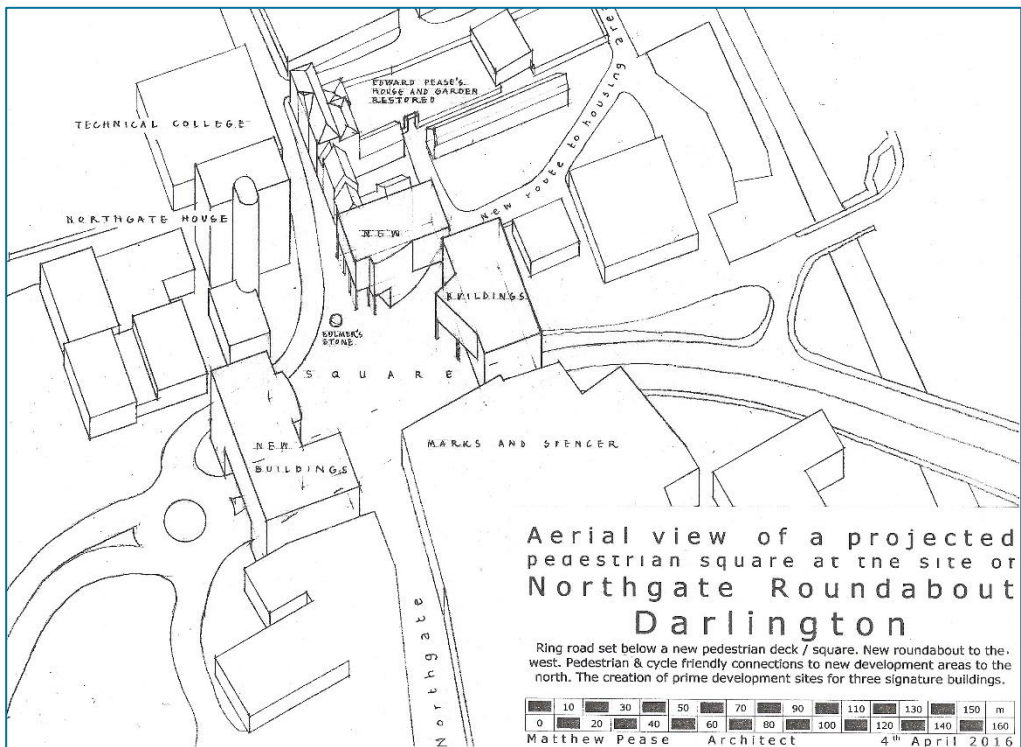 EDWARD PEASE'S
HOUSE AND GARDEN
RESTORED
TECHNICAL COLLEGE
New route to housing area
NORTHGATE HOUSE
NEW
BUILDINGS
BULMER'S
STONE
SQUARE
NEW
BUILDINGS
MARKS AND SPENCER
Northgate
Aerial view of a projected
pedestrian square at the site of
Northgate Roundabout
Darlington
Ring road set below a new pedestrian deck / square. New roundabout to the
west. Pedestrian & cycle friendly connections to new development areas to the
north. The creation of prime development sites for three signature buildings.
10 30 50 70 90 110 130 150 m
0 20 40 60 80 100 120 140 160
Matthew Pease Architect 4th April 2016